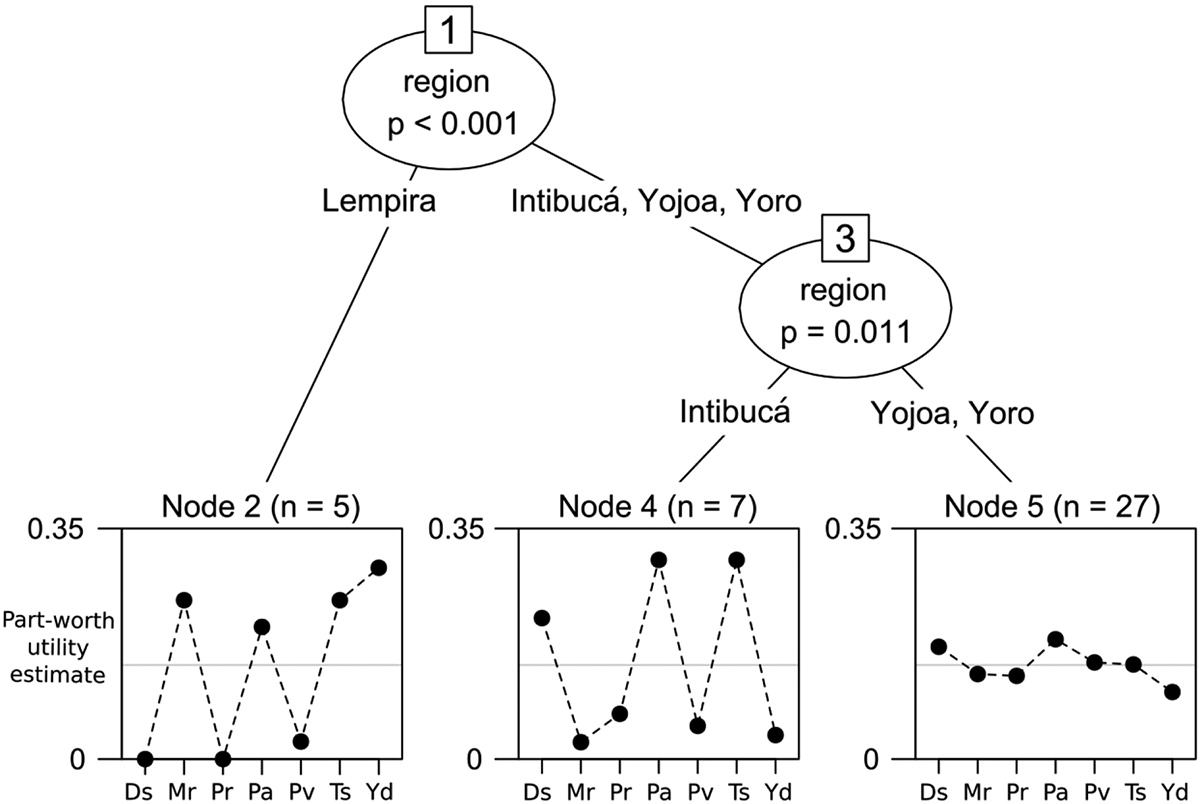 1
region
p < 0.001
Lempira
Intibucá, Yojoa, Yoro
3
region
p = 0.011
Intibucá
Yojoa, Yoro
Node 2 (n = 5)
Node 4 (n = 7)
Node 5 (n = 27)
0.35
0.35
0.35
Part-worth
utility
estimate
0
0
0
Ds Mr Pr Pa Pv Ts Yd
Ds Mr Pr Pa Pv Ts Yd
Ds Mr Pr Pa Pv Ts Yd